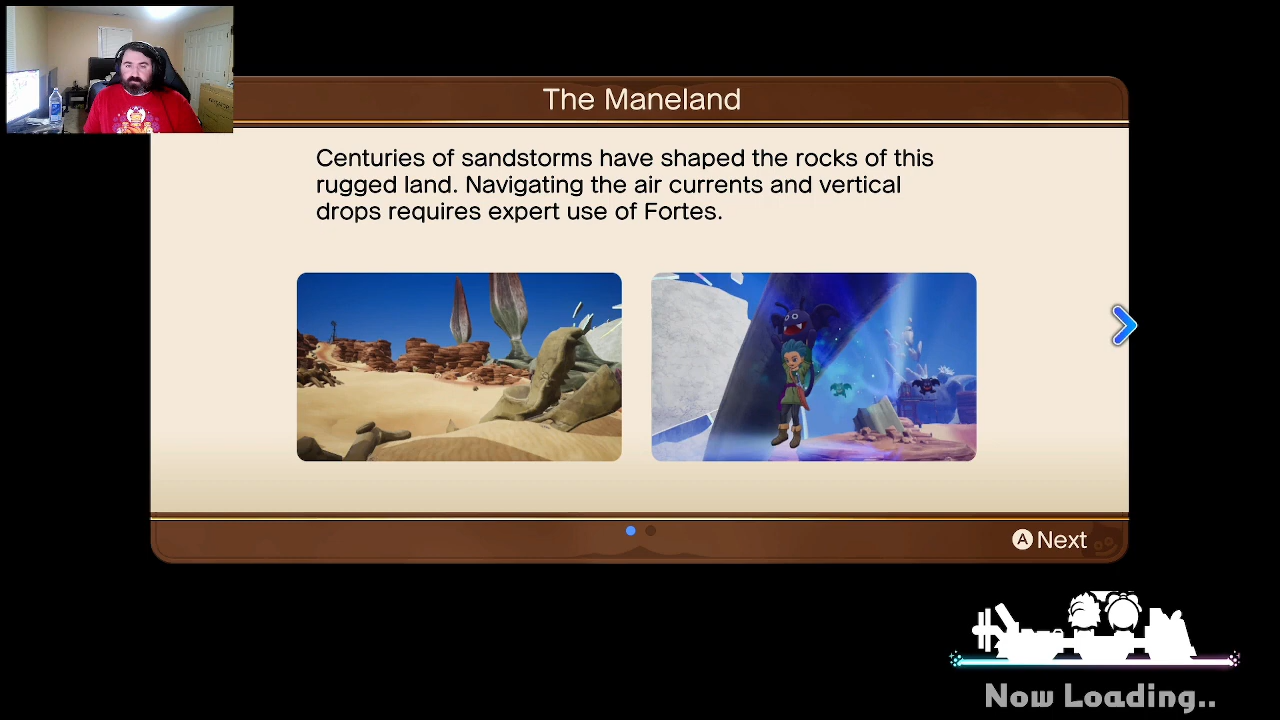 The Maneland
Centuries of sandstorms have shaped the rocks of this
rugged land. Navigating the air currents and vertical
drops requires expert use of Fortes.
A Next
Now Loading..